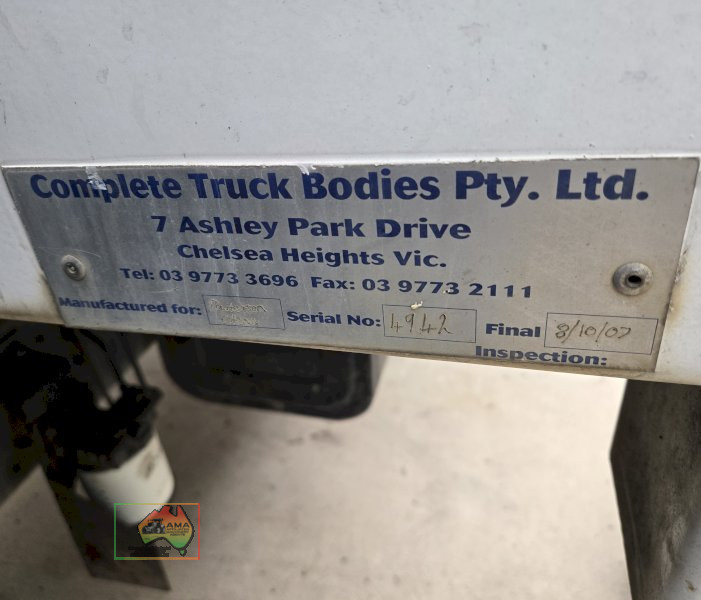 Complete Truck Bodies Pty. Ltd.
7 Ashley Park Drive
Chelsea Heights Vic.
Tel: 03 9773 3696 Fax: 03 9773 2111
Manufactured for: Serial No: 4942 Final Inspection: 8/10/07
AMA